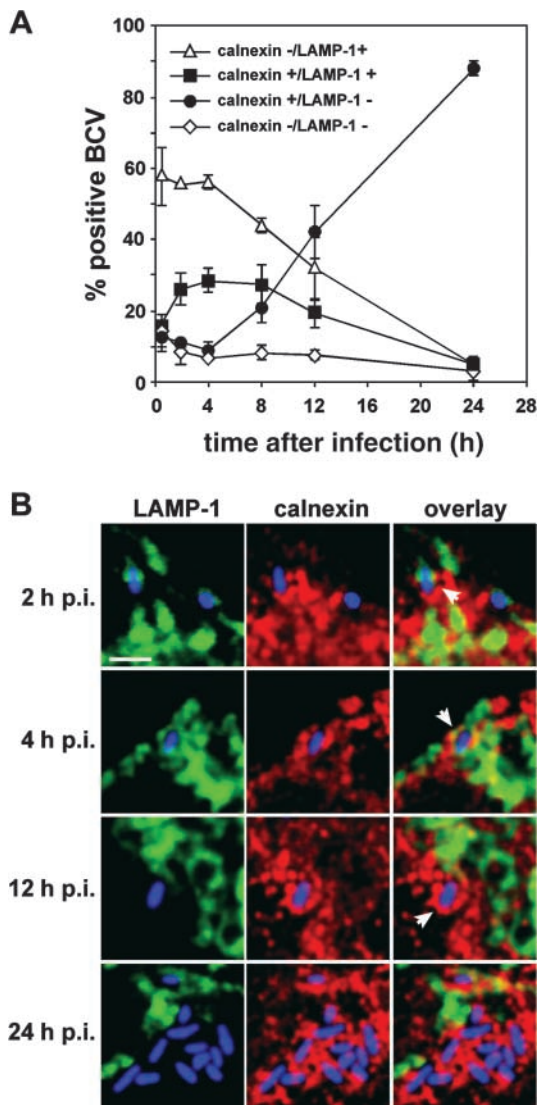 A
100
80
60
40
20
0
% positive BCV
calnexin -/LAMP-1+
calnexin +/LAMP-1 +
calnexin +/LAMP-1 -
calnexin -/LAMP-1 -
0 4 8 12 16 20 24 28
time after infection (h)
B
LAMP-1 calnexin overlay
2 h p.i.
4 h p.i.
12 h p.i.
24 h p.i.